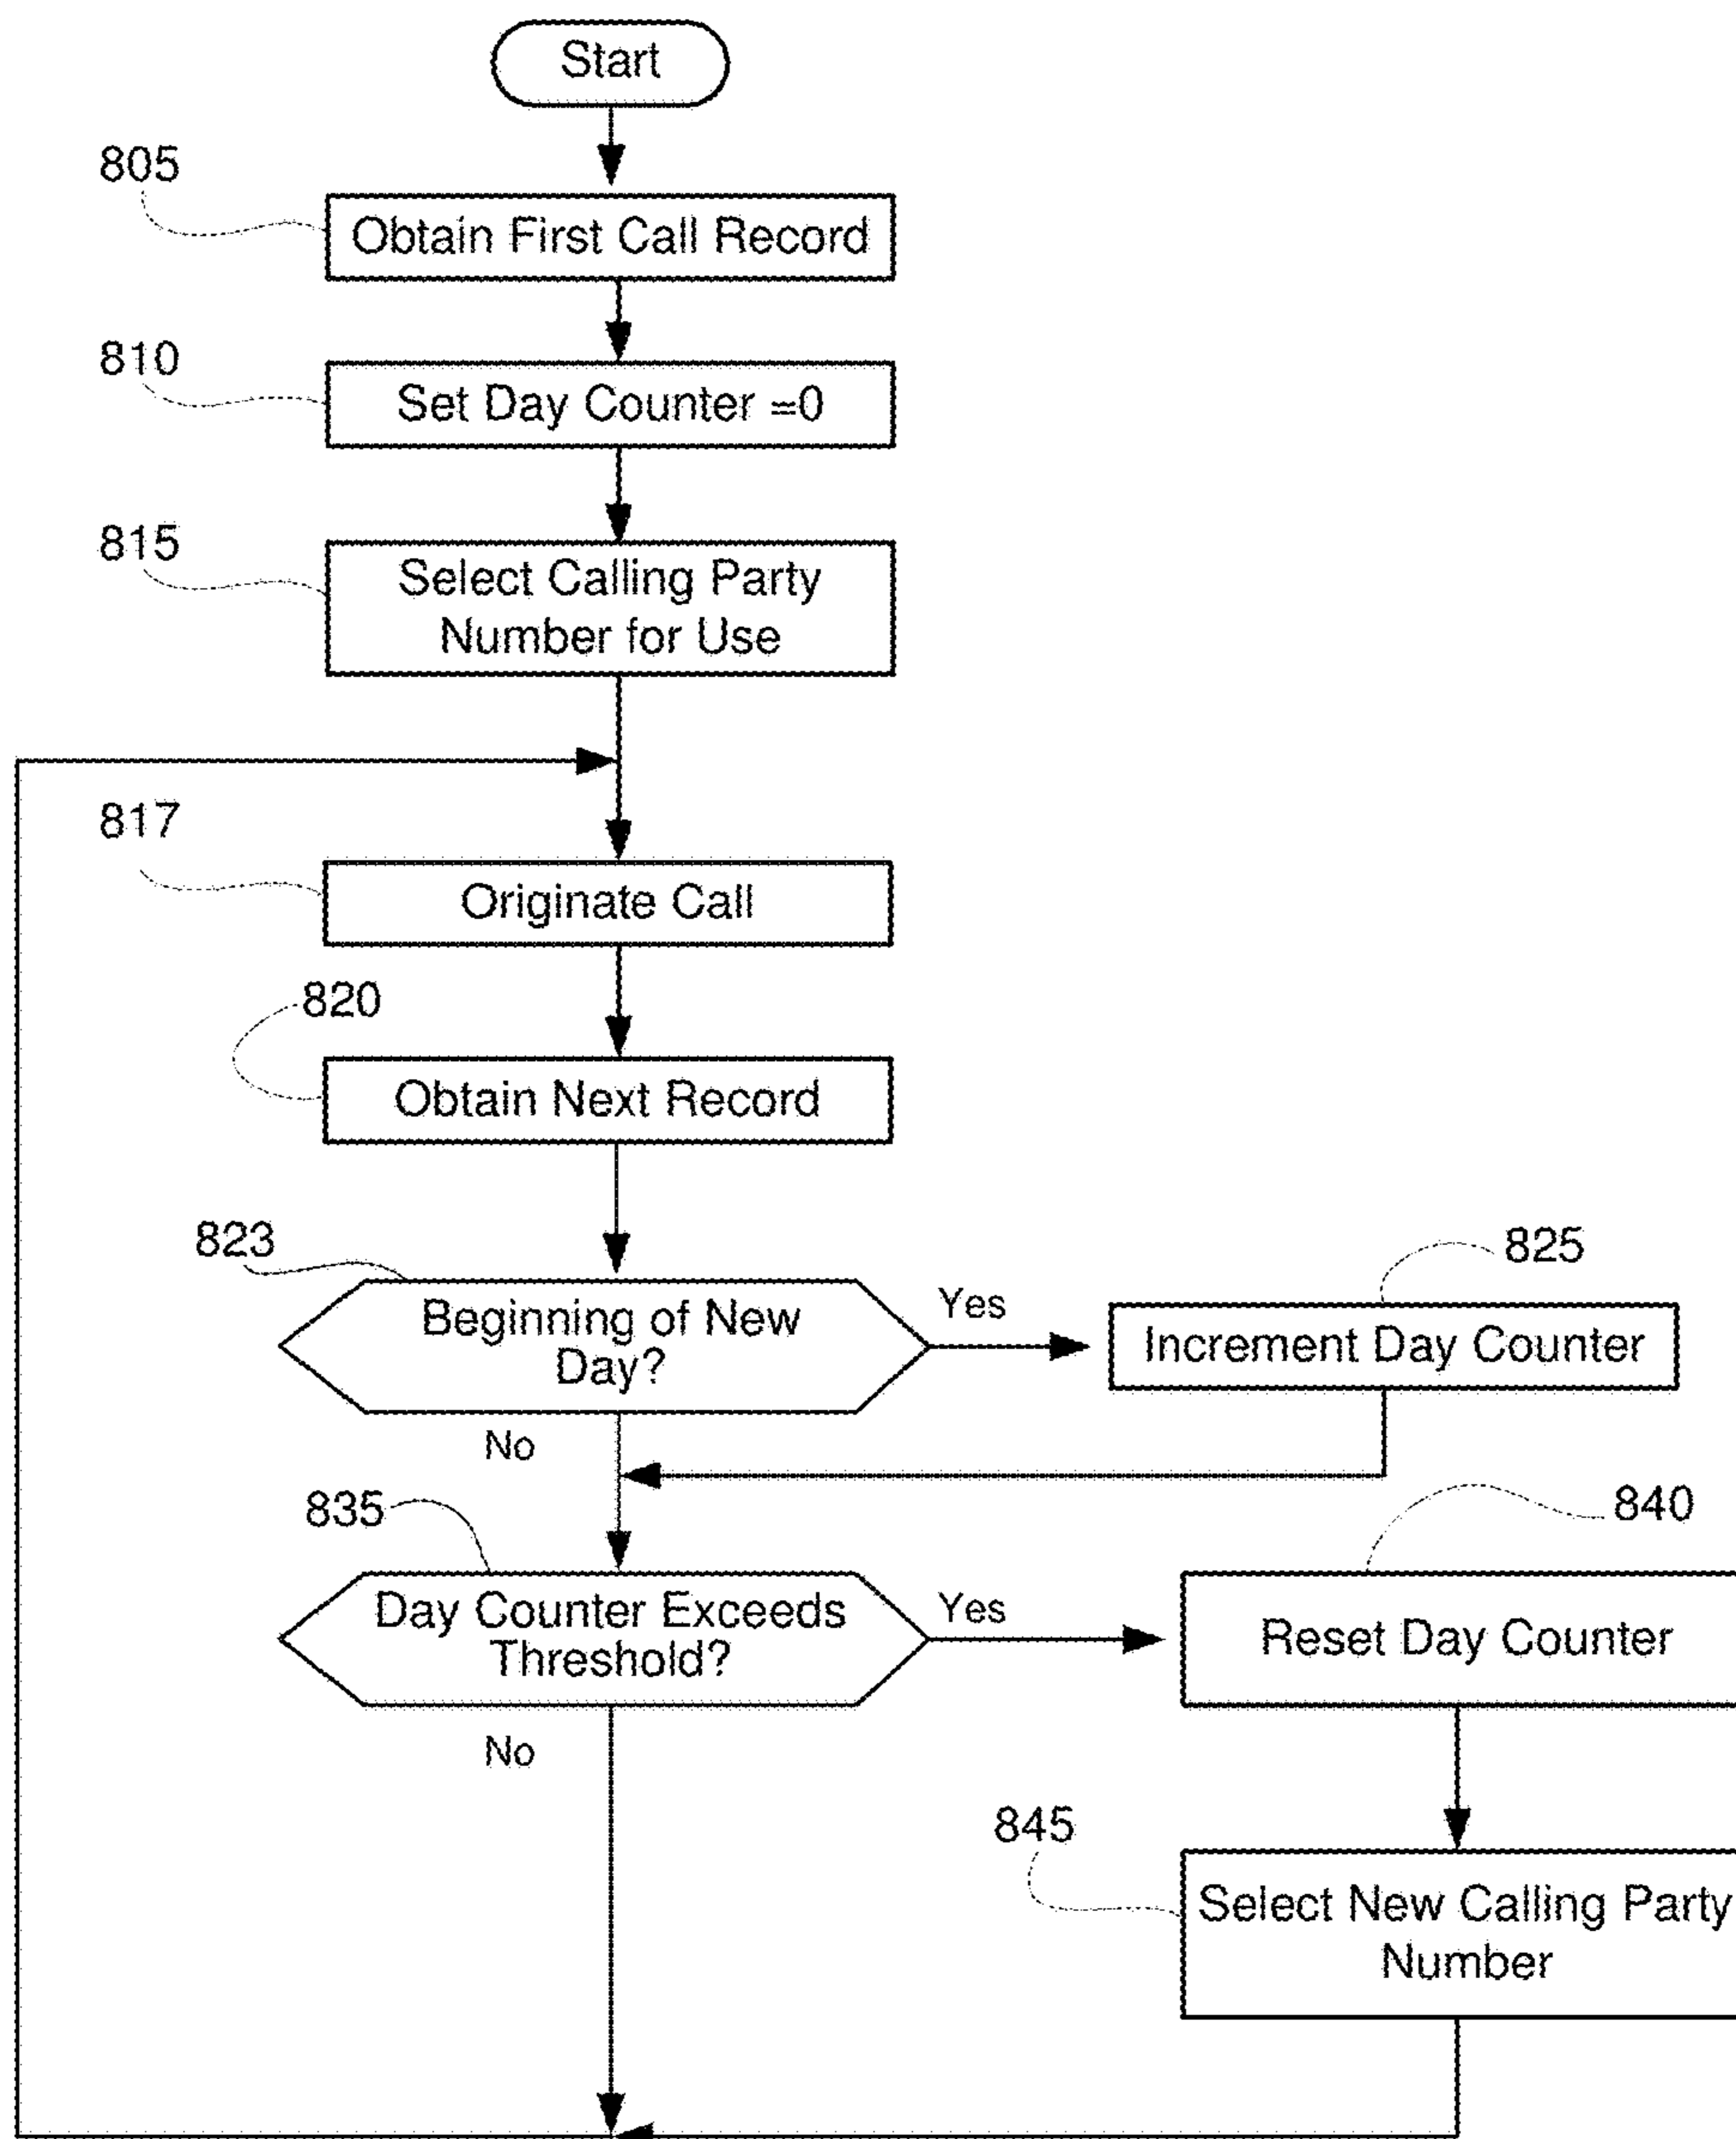 Start
805
Obtain First Call Record
810
Set Day Counter =0
815
Select Calling Party
Number for Use
817
Originate Call
820
Obtain Next Record
823
Beginning of New
Day?
Yes
825
Increment Day Counter
No
835
Day Counter Exceeds
Threshold?
Yes
840
Reset Day Counter
No
845
Select New Calling Party
Number